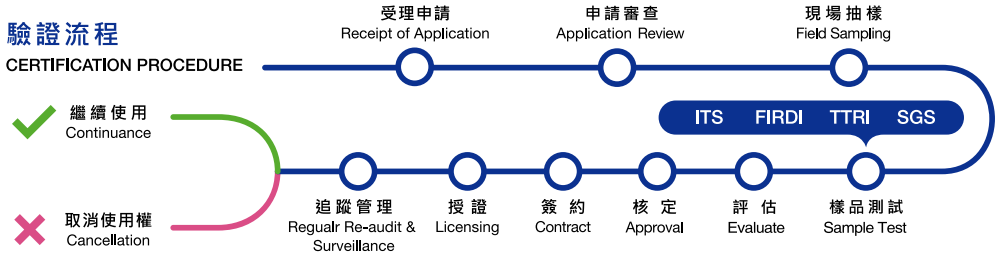 驗證流程
CERTIFICATION PROCEDURE
受理申請
Receipt of Application
申請審查
Application Review
現場抽樣
Field Sampling
ITS FIRDI TTRI SGS
樣品測試
Sample Test
評 估
Evaluate
核 定
Approval
簽 約
Contract
授 證
Licensing
追蹤管理
Regualr Re-audit &
Surveillance
繼續使用
Continuance
取消使用權
Cancellation